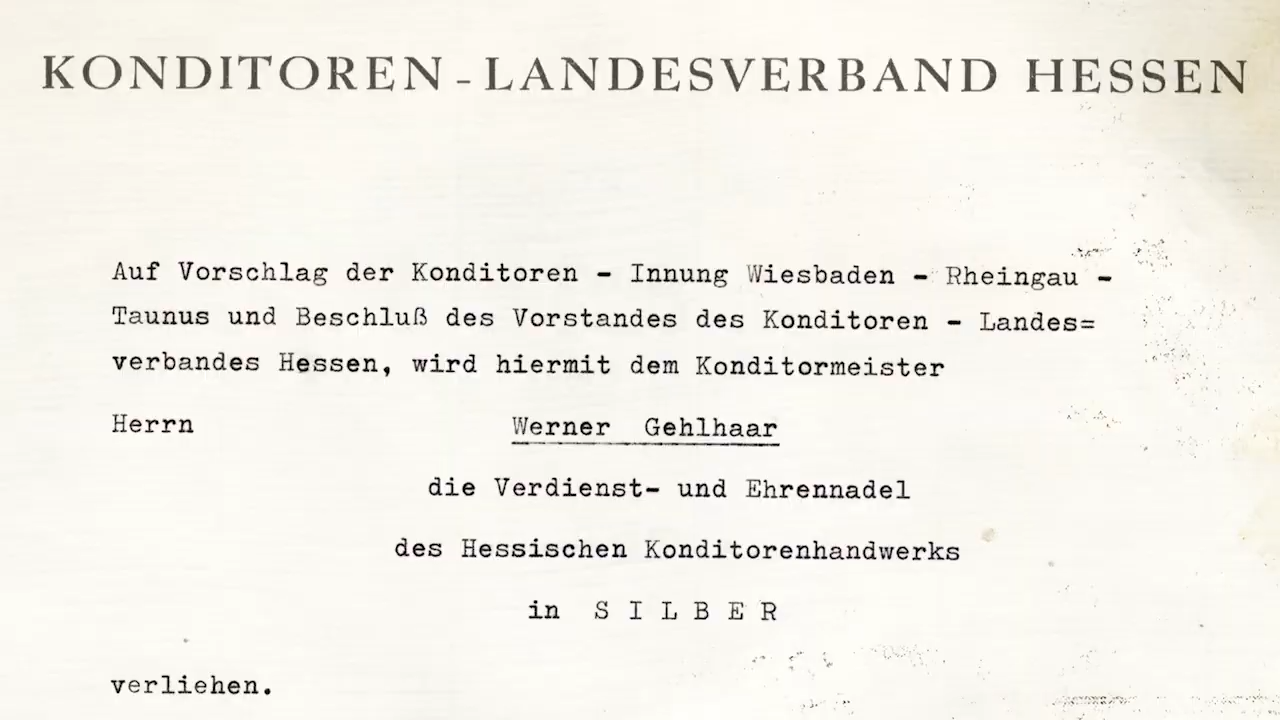 KONDITOREN-LANDESVERBAND HESSEN
Auf Vorschlag der Konditoren - Innung Wiesbaden - Rheingau -
Taunus und Beschluß des Vorstandes des Konditoren - Landes=
verbandes Hessen, wird hiermit dem Konditormeister
Herrn Werner Gehlhaar
die Verdienst- und Ehrennadel
des Hessischen Konditorenhandwerks
in S I L B E R
verliehen.